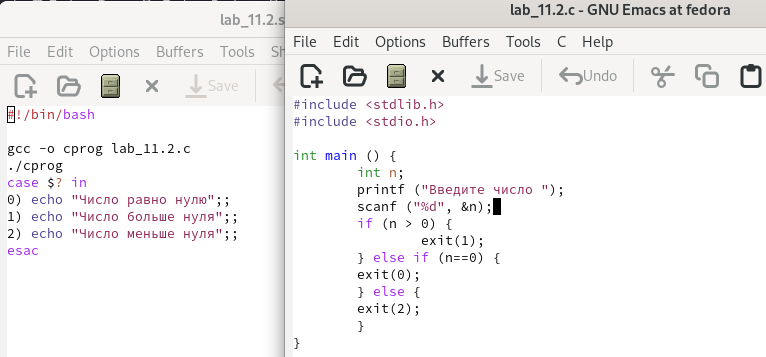 lab_11.2.s
File Edit Options Buffers Tools Sh
Save
#!/bin/bash
gcc -o cprog lab_11.2.c
./cprog
case $? in
0) echo "Число равно нулю";;
1) echo "Число больше нуля";;
2) echo "Число меньше нуля";;
esac
lab_11.2.c - GNU Emacs at fedora
File Edit Options Buffers Tools C Help
Save Undo
#include <stdlib.h>
#include <stdio.h>
int main () {
int n;
printf ("Введите число ");
scanf ("%d", &n);
if (n > 0) {
exit(1);
} else if (n==0) {
exit(0);
} else {
exit(2);
}
}